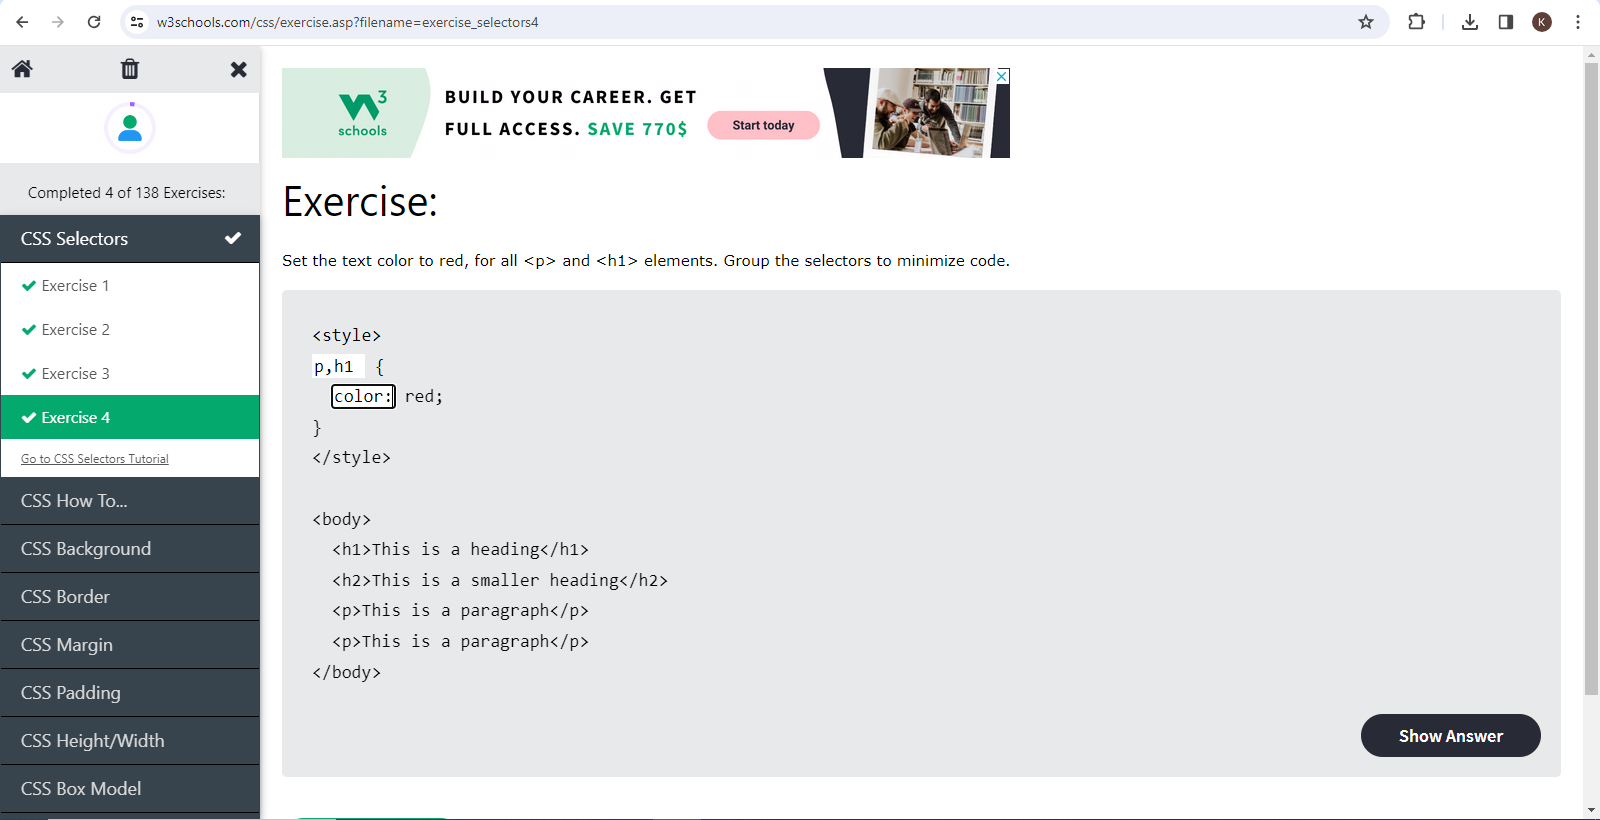 w3schools.com/css/exercise.asp?filename=exercise_selectors4
K
Completed 4 of 138 Exercises:
CSS Selectors
Exercise 1
Exercise 2
Exercise 3
Exercise 4
Go to CSS Selectors Tutorial
CSS How To...
CSS Background
CSS Border
CSS Margin
CSS Padding
CSS Height/Width
CSS Box Model
W3
schools
BUILD YOUR CAREER. GET
FULL ACCESS. SAVE 770$
Start today
Exercise:
Set the text color to red, for all <p> and <h1> elements. Group the selectors to minimize code.
<style>
p,h1 {
color: red;
}
</style>
<body>
<h1>This is a heading</h1>
<h2>This is a smaller heading</h2>
<p>This is a paragraph</p>
<p>This is a paragraph</p>
</body>
Show Answer